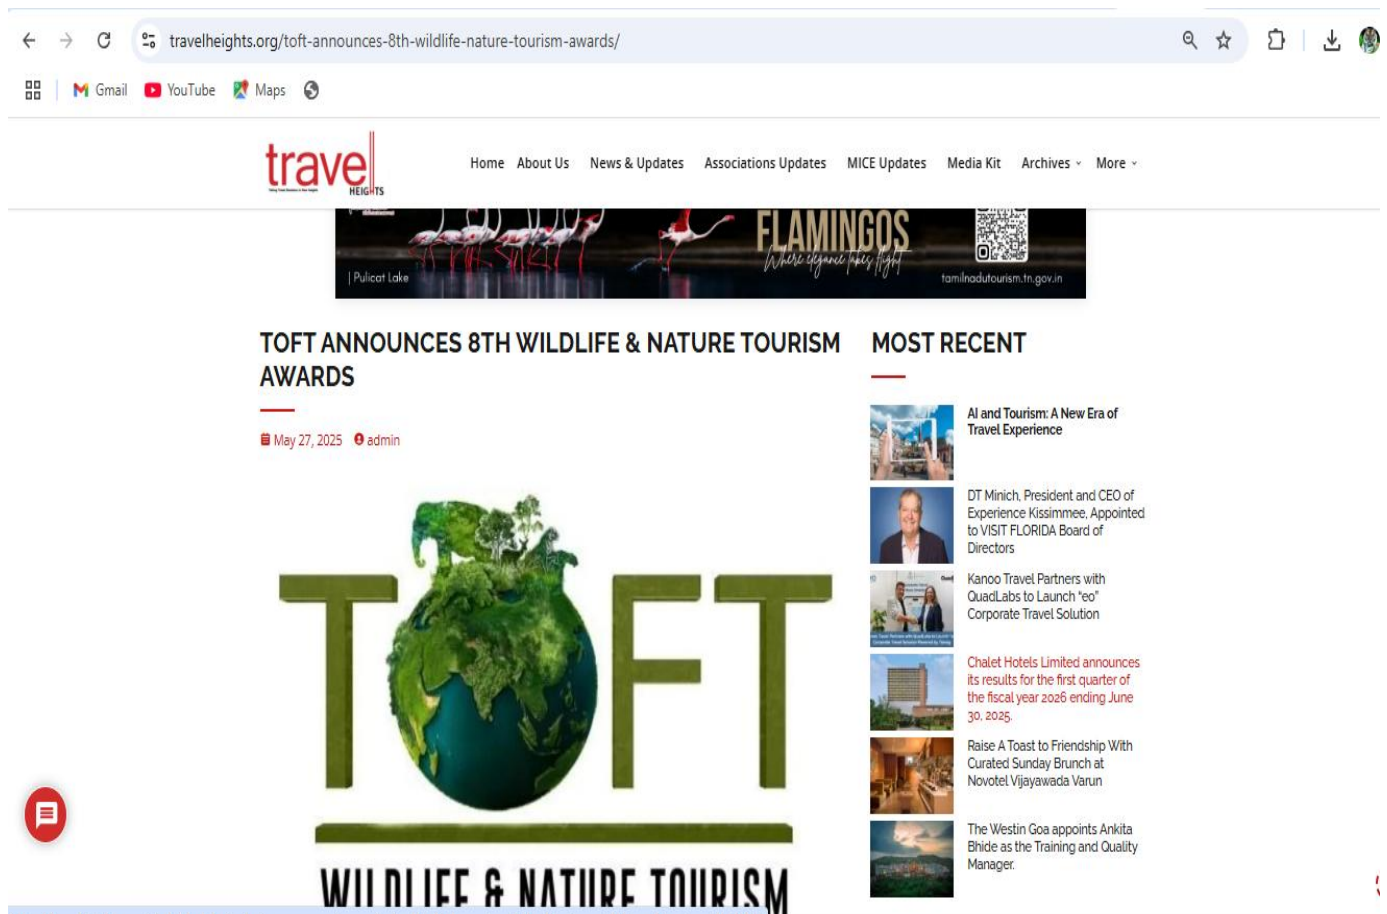 travelheights.org/toft-announces-8th-wildlife-nature-tourism-awards/
Gmail YouTube Maps
travel
HEIGHTS
Home About Us News & Updates Associations Updates MICE Updates Media Kit Archives More
FLAMINGOS
Where elegance takes flight
| Pulicat Lake
tamilnadutourism.tn.gov.in
TOFT ANNOUNCES 8TH WILDLIFE & NATURE TOURISM
AWARDS
May 27, 2025 admin
TOFT
WILDLIFE & NATURE TOURISM
MOST RECENT
AI and Tourism: A New Era of
Travel Experience
DT Minich, President and CEO of
Experience Kissimmee, Appointed
to VISIT FLORIDA Board of
Directors
Kanoo Travel Partners with
QuadLabs to Launch “eo”
Corporate Travel Solution
Chalet Hotels Limited announces
its results for the first quarter of
the fiscal year 2026 ending June
30, 2025.
Raise A Toast to Friendship With
Curated Sunday Brunch at
Novotel Vijayawada Varun
The Westin Goa appoints Ankita
Bhide as the Training and Quality
Manager.